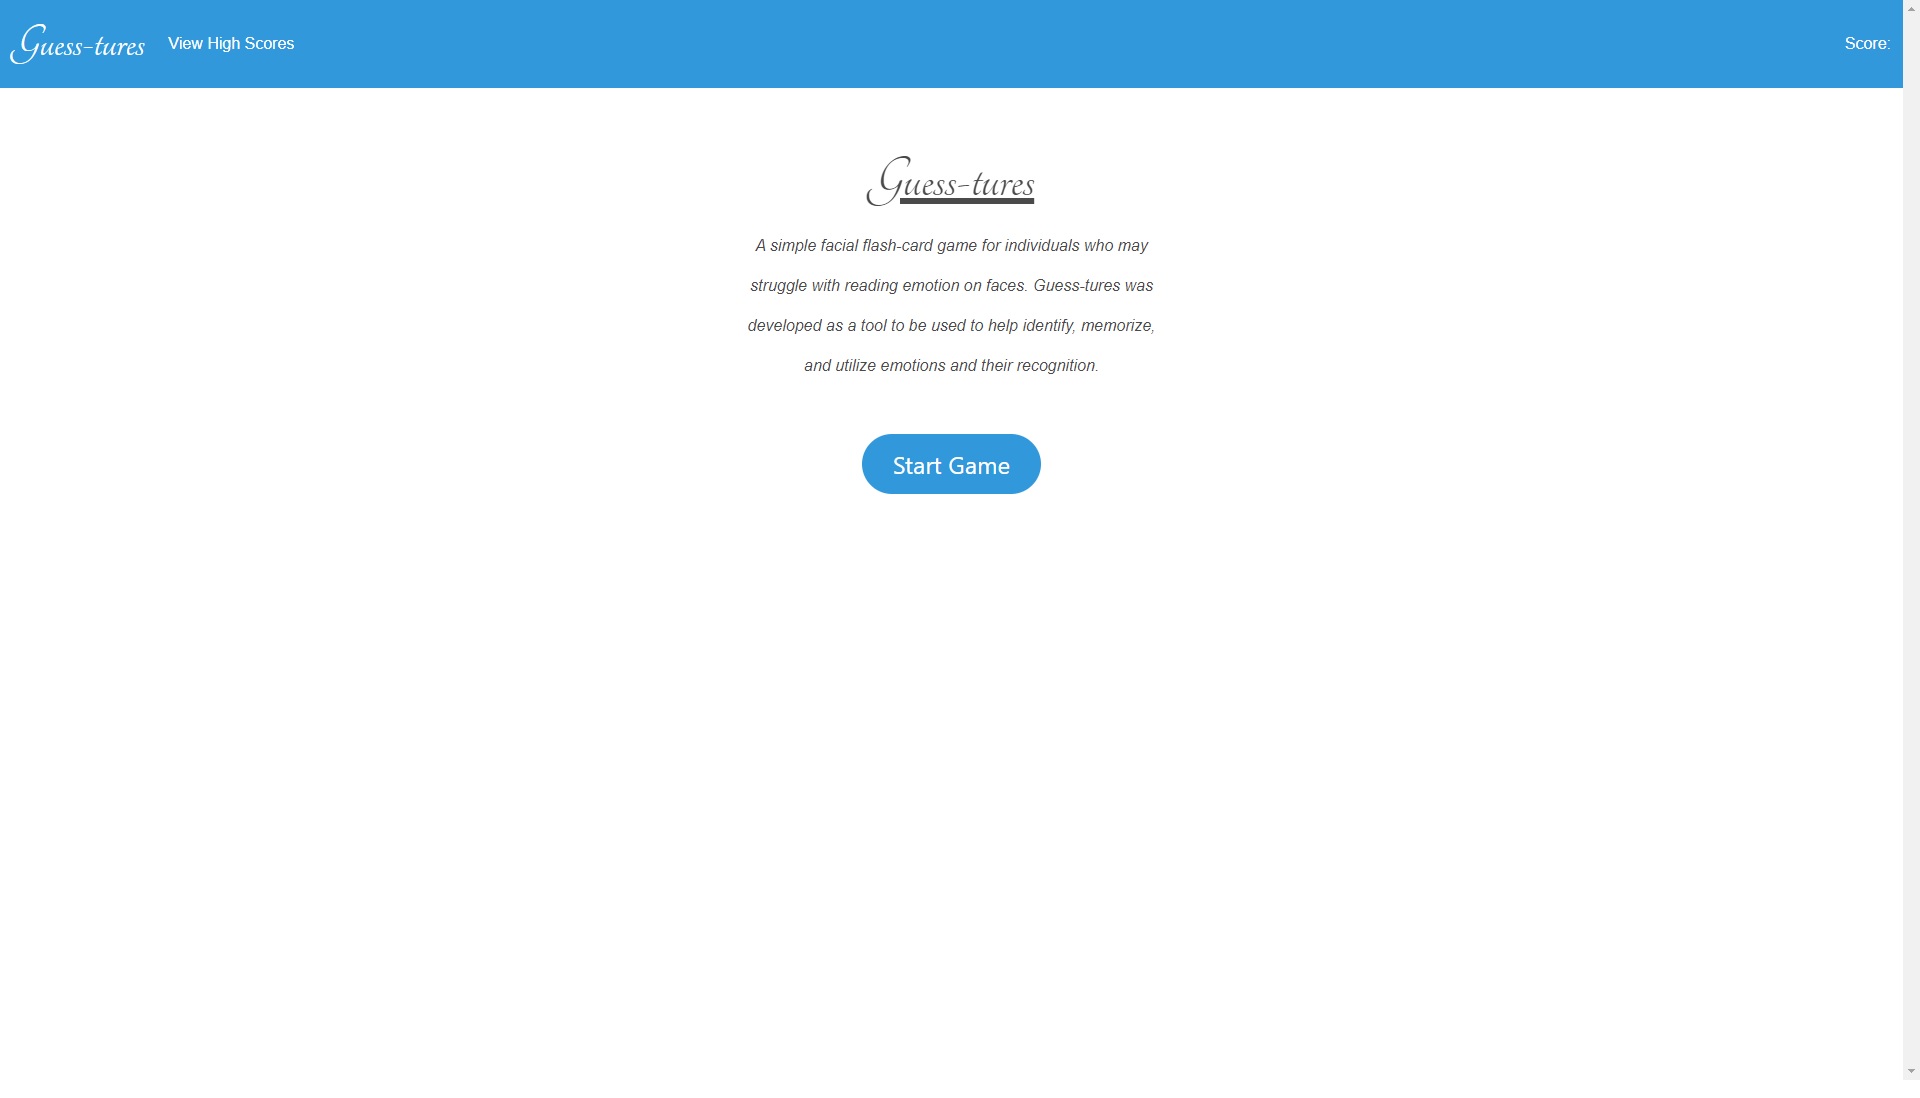 Guess-tures
View High Scores
Score:
Guess-tures
A simple facial flash-card game for individuals who may
struggle with reading emotion on faces. Guess-tures was
developed as a tool to be used to help identify, memorize,
and utilize emotions and their recognition.
Start Game